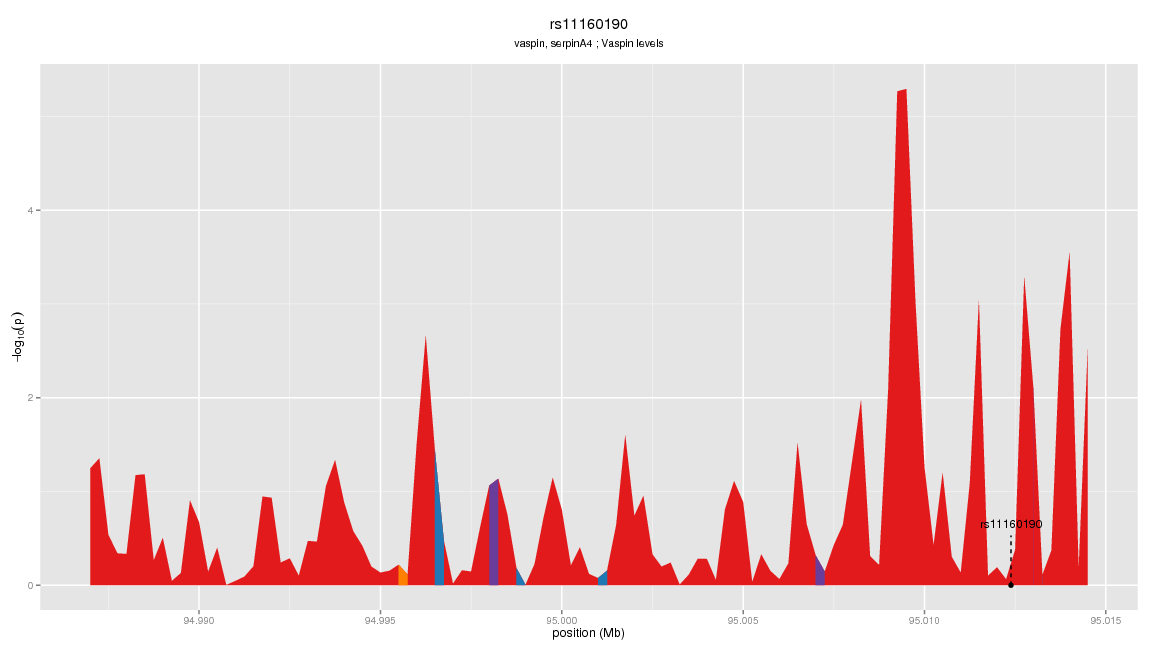 rs11160190
vaspin, serpinA4 ; Vaspin levels
−log10(p)
4
2
0
rs11160190
94.990 94.995 95.000 95.005 95.010 95.015
position (Mb)